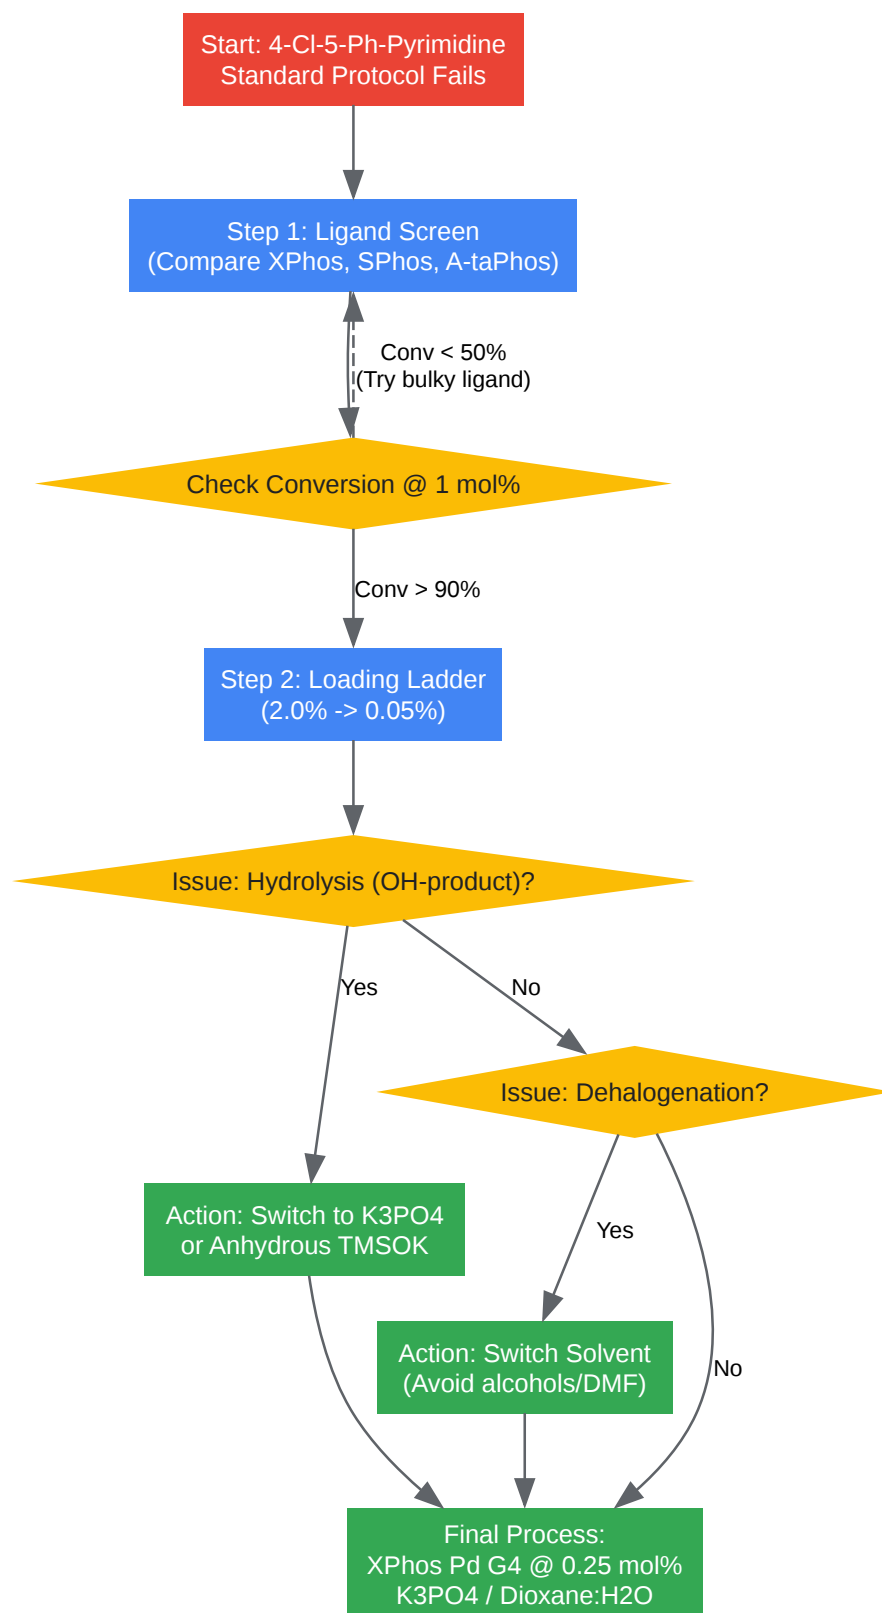 Start: 4-Cl-5-Ph-Pyrimidine
Standard Protocol Fails
Step 1: Ligand Screen
(Compare XPhos, SPhos, A-taPhos)
Conv < 50%
(Try bulky ligand)
Check Conversion @ 1 mol%
Conv > 90%
Step 2: Loading Ladder
(2.0% -> 0.05%)
Issue: Hydrolysis (OH-product)?
Yes
No
Issue: Dehalogenation?
Action: Switch to K3PO4
or Anhydrous TMSOK
Yes
Action: Switch Solvent
(Avoid alcohols/DMF)
No
Final Process:
XPhos Pd G4 @ 0.25 mol%
K3PO4 / Dioxane:H2O